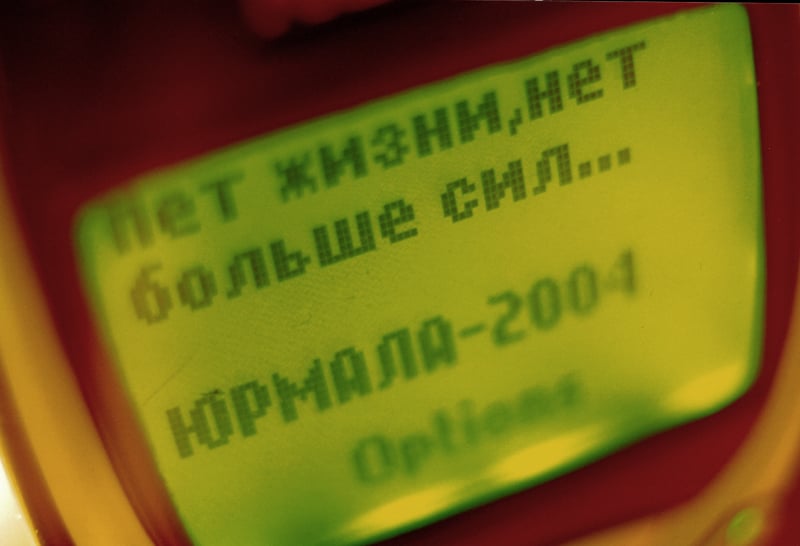 Нет жизни,нет
больше сил...
ЮРМАЛА-2004
Options